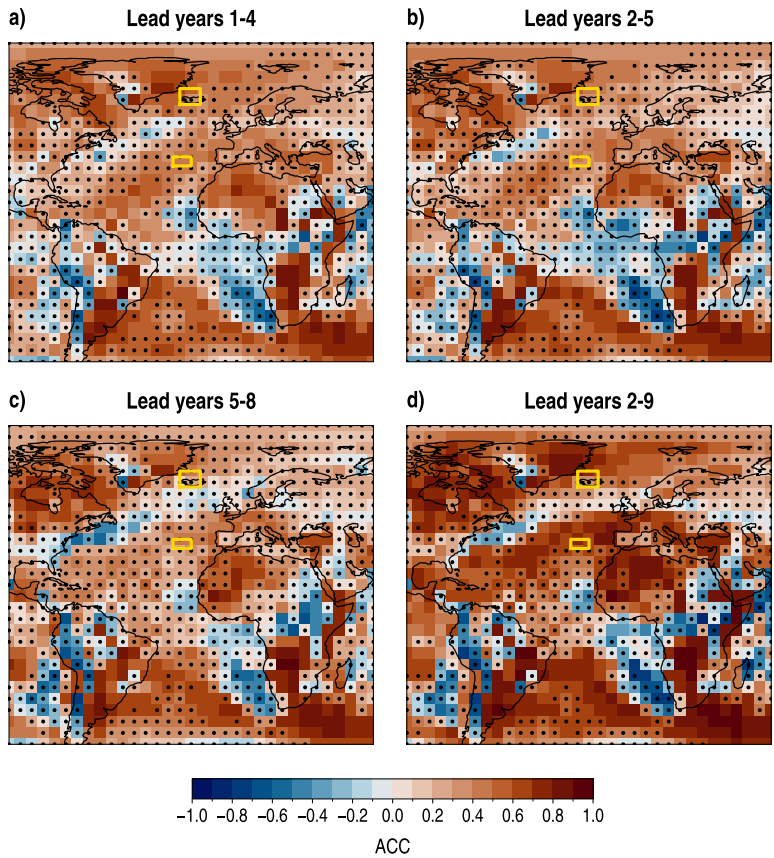 a) Lead years 1-4
b) Lead years 2-5
c) Lead years 5-8
d) Lead years 2-9
−1.0 −0.8 −0.6 −0.4 −0.2 0.0 0.2 0.4 0.6 0.8 1.0
ACC